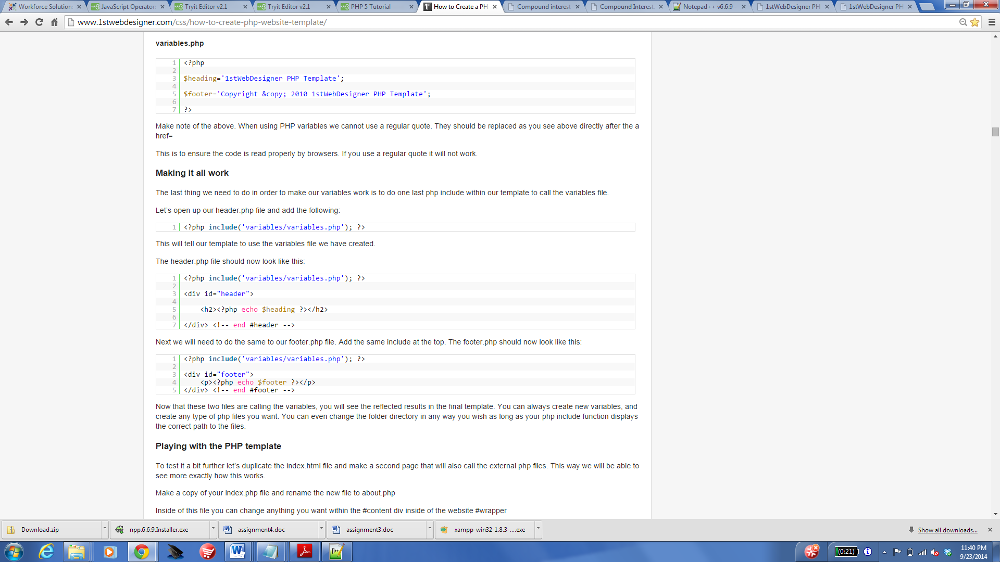 Workforce Solution
JavaScript Operator
Tryit Editor v2.1
Tryit Editor v2.1
PHP 5 Tutorial
How to Create a PH
Compound interest
Compound Interest
Notepad++ v6.6.9 -
1stWebDesigner PH
1stWebDesigner PH
www.1stwebdesigner.com/css/how-to-create-php-website-template/
variables.php
1 <?php
2
3 $heading='1stWebDesigner PHP Template';
4
5 $footer='Copyright &copy; 2010 1stWebDesigner PHP Template';
6
7 ?>
Make note of the above. When using PHP variables we cannot use a regular quote. They should be replaced as you see above directly after the a
href=
This is to ensure the code is read properly by browsers. If you use a regular quote it will not work.
Making it all work
The last thing we need to do in order to make our variables work is to do one last php include within our template to call the variables file.
Let’s open up our header.php file and add the following:
1 <?php include('variables/variables.php'); ?>
This will tell our template to use the variables file we have created.
The header.php file should now look like this:
1 <?php include('variables/variables.php'); ?>
2
3 <div id="header">
4
5 <h2><?php echo $heading ?></h2>
6
7 </div> <!-- end #header -->
Next we will need to do the same to our footer.php file. Add the same include at the top. The footer.php should now look like this:
1 <?php include('variables/variables.php'); ?>
2
3 <div id="footer">
4 <p><?php echo $footer ?></p>
5 </div> <!-- end #footer -->
Now that these two files are calling the variables, you will see the reflected results in the final template. You can always create new variables, and
create any type of php files you want. You can even change the folder directory in any way you wish as long as your php include function displays
the correct path to the files.
Playing with the PHP template
To test it a bit further let’s duplicate the index.html file and make a second page that will also call the external php files. This way we will be able to
see more exactly how this works.
Make a copy of your index.php file and rename the new file to about.php
Inside of this file you can change anything you want within the #content div inside of the website #wrapper
Download.zip
npp.6.6.9.Installer.exe
assignment4.doc
assignment3.doc
xampp-win32-1.8.3-....exe
Show all downloads...
(0:21)
11:40 PM
9/23/2014